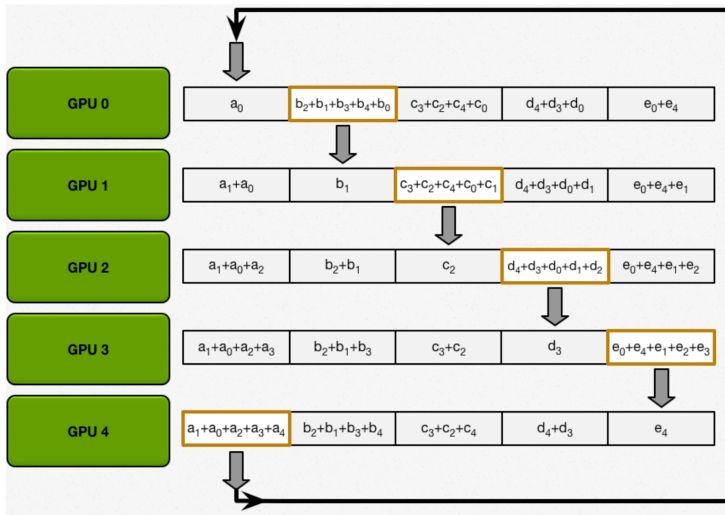 GPU 0 a₀ b₂+b₁+b₃+b₄+b₀ c₃+c₂+c₄+c₀ d₄+d₃+d₀ e₀+e₄
GPU 1 a₁+a₀ b₁ c₃+c₂+c₄+c₀+c₁ d₄+d₃+d₀+d₁ e₀+e₄+e₁
GPU 2 a₁+a₀+a₂ b₂+b₁ c₂ d₄+d₃+d₀+d₁+d₂ e₀+e₄+e₁+e₂
GPU 3 a₁+a₀+a₂+a₃ b₂+b₁+b₃ c₃+c₂ d₃ e₀+e₄+e₁+e₂+e₃
GPU 4 a₁+a₀+a₂+a₃+a₄ b₂+b₁+b₃+b₄ c₃+c₂+c₄ d₄+d₃ e₄